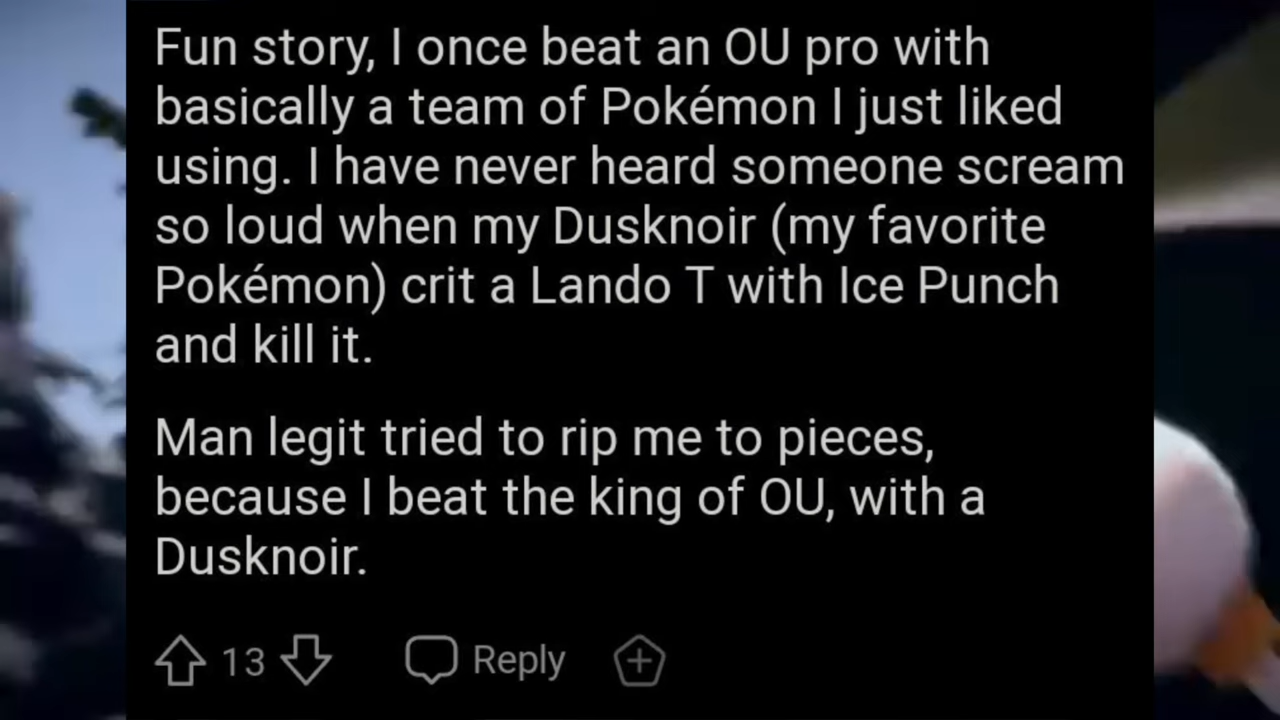 Fun story, I once beat an OU pro with
basically a team of Pokémon I just liked
using. I have never heard someone scream
so loud when my Dusknoir (my favorite
Pokémon) crit a Lando T with Ice Punch
and kill it.
Man legit tried to rip me to pieces,
because I beat the king of OU, with a
Dusknoir.
13 Reply